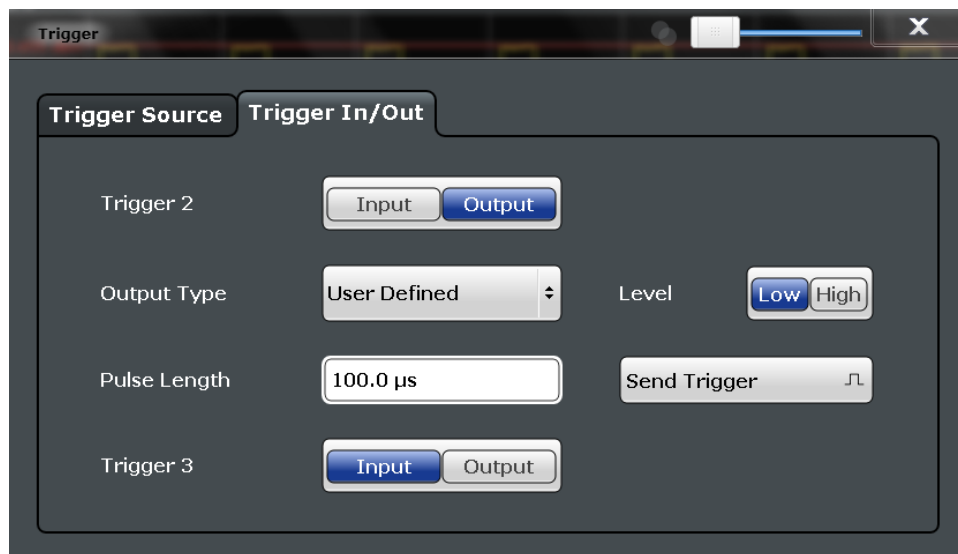 Trigger
X
Trigger Source
Trigger In/Out
Trigger 2
Input
Output
Output Type
User Defined
Level
Low
High
Pulse Length
100.0 µs
Send Trigger
Trigger 3
Input
Output